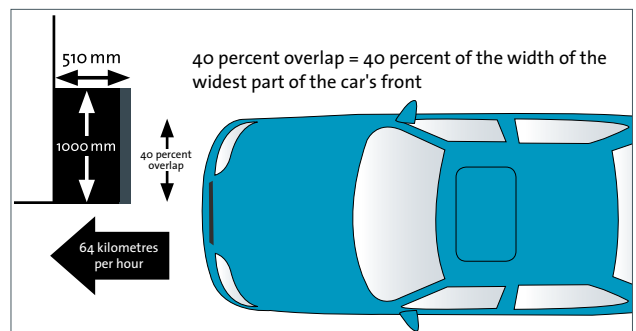 510 mm
40 percent overlap = 40 percent of the width of the
widest part of the car's front
1000 mm
40 percent
overlap
64 kilometres
per hour